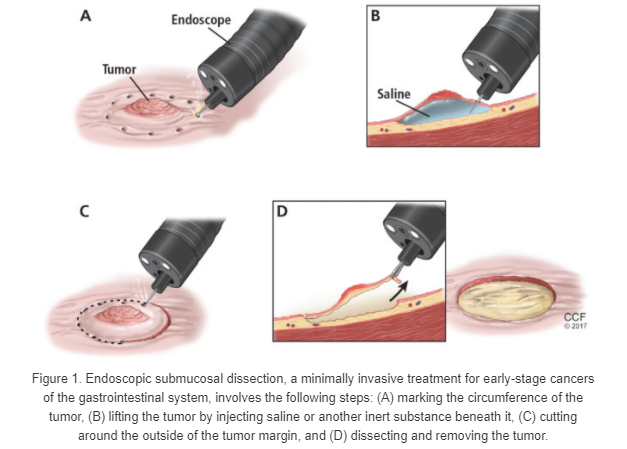 A
Endoscope
Tumor
B
Saline
C
D
CCF
© 2017
Figure 1. Endoscopic submucosal dissection, a minimally invasive treatment for early-stage cancers
of the gastrointestinal system, involves the following steps: (A) marking the circumference of the
tumor, (B) lifting the tumor by injecting saline or another inert substance beneath it, (C) cutting
around the outside of the tumor margin, and (D) dissecting and removing the tumor.